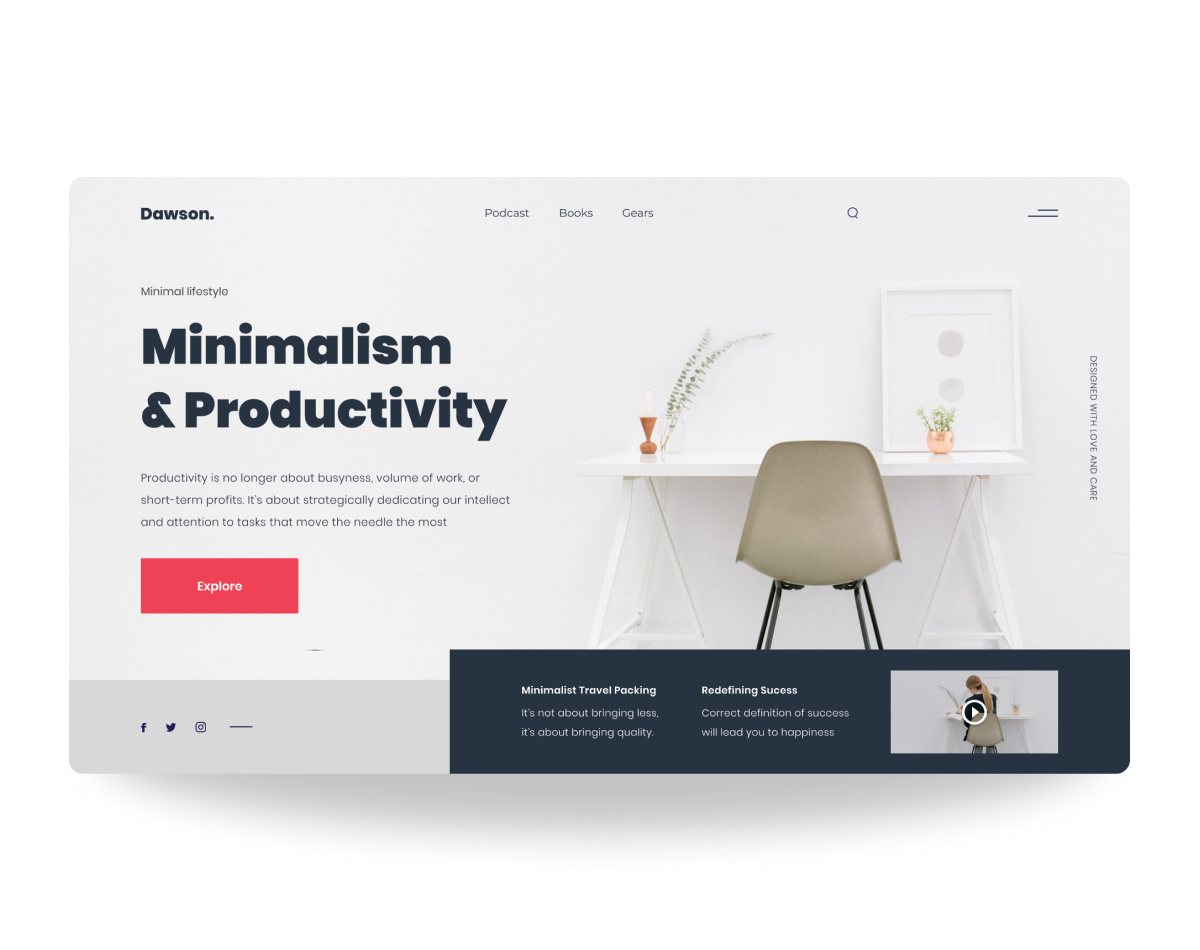 Dawson.
Podcast
Books
Gears
Minimal lifestyle
Minimalism
& Productivity
Productivity is no longer about busyness, volume of work, or
short-term profits. It's about strategically dedicating our intellect
and attention to tasks that move the needle the most
Explore
DESIGNED WITH LOVE AND CARE
Minimalist Travel Packing
It's not about bringing less,
it's about bringing quality.
Redefining Sucess
Correct definition of success
will lead you to happiness